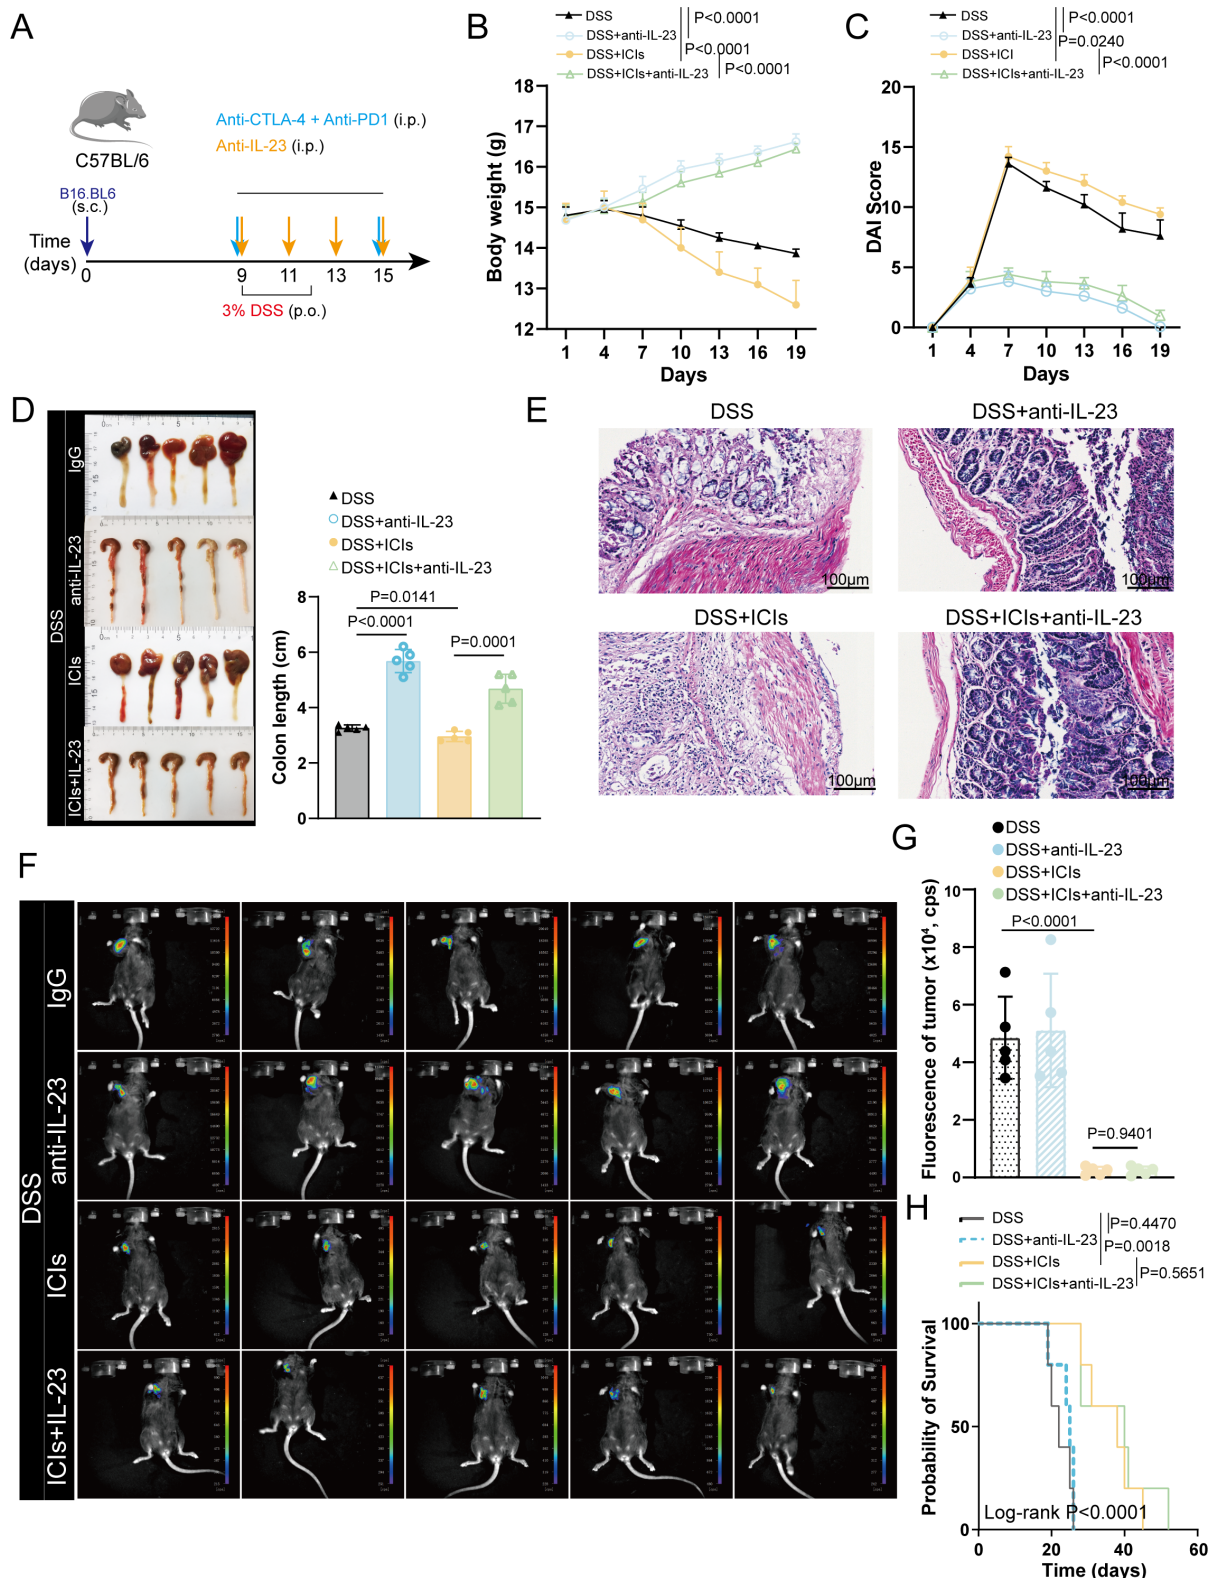 A
C57BL/6
Anti-CTLA-4 + Anti-PD1 (i.p.)
Anti-IL-23 (i.p.)
B16.BL6
(s.c.)
Time
(days)
0
9
11
13
15
3% DSS (p.o.)
B
DSS
DSS+anti-IL-23
DSS+ICIs
DSS+ICIs+anti-IL-23
P<0.0001
P<0.0001
P<0.0001
Body weight (g)
18
17
16
15
14
13
12
1 4 7 10 13 16 19
Days
C
DSS
DSS+anti-IL-23
DSS+ICI
DSS+ICIs+anti-IL-23
P<0.0001
P=0.0240
P<0.0001
DAI Score
20
15
10
5
0
1 4 7 10 13 16 19
Days
D
DSS
IgG
anti-IL-23
ICIs
ICIs+IL-23
DSS
DSS+anti-IL-23
DSS+ICIs
DSS+ICIs+anti-IL-23
Colon length (cm)
8
6
4
2
0
P=0.0141
P<0.0001
P=0.0001
E
DSS
DSS+anti-IL-23
100μm
100μm
DSS+ICIs
DSS+ICIs+anti-IL-23
100μm
100μm
F
DSS
IgG
anti-IL-23
ICIs
ICIs+IL-23
G
DSS
DSS+anti-IL-23
DSS+ICIs
DSS+ICIs+anti-IL-23
Fluorescence of tumor (x10⁴, cps)
10
8
6
4
2
0
P<0.0001
P=0.9401
H
DSS
DSS+anti-IL-23
DSS+ICIs
DSS+ICIs+anti-IL-23
P=0.4470
P=0.0018
P=0.5651
Probability of Survival
100
50
0
Log-rank P<0.0001
0 20 40 60
Time (days)